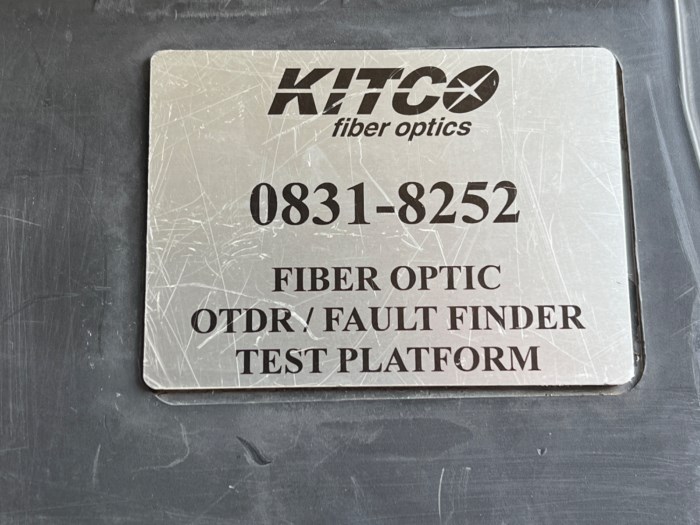 KITCO
fiber optics
0831-8252
FIBER OPTIC
OTDR / FAULT FINDER
TEST PLATFORM